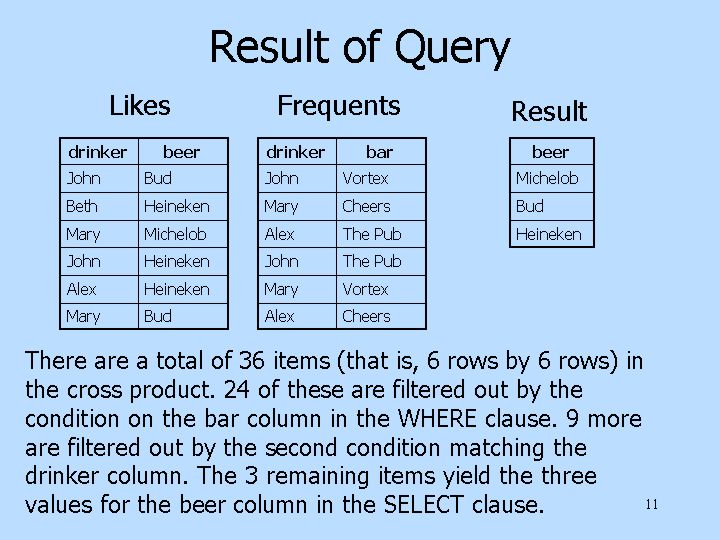 Result of Query
Likes Frequents Result
drinker beer drinker bar beer
John Bud John Vortex Michelob
Beth Heineken Mary Cheers Bud
Mary Michelob Alex The Pub Heineken
John Heineken John The Pub
Alex Heineken Mary Vortex
Mary Bud Alex Cheers
There are a total of 36 items (that is, 6 rows by 6 rows) in
the cross product. 24 of these are filtered out by the
condition on the bar column in the WHERE clause. 9 more
are filtered out by the second condition matching the
drinker column. The 3 remaining items yield the three
values for the beer column in the SELECT clause.
11